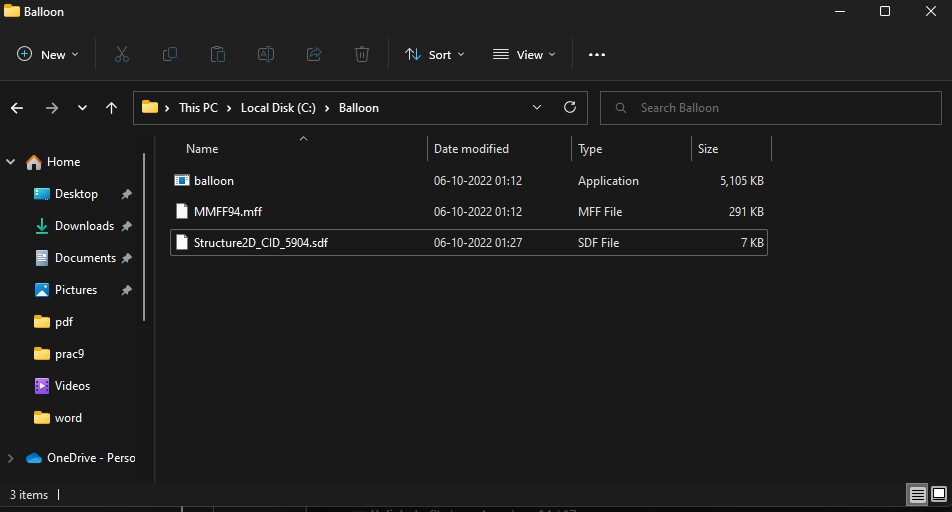 Balloon
New
Sort
View
This PC > Local Disk (C:) > Balloon
Search Balloon
Name Date modified Type Size
balloon 06-10-2022 01:12 Application 5,105 KB
MMFF94.mff 06-10-2022 01:12 MFF File 291 KB
Structure2D_CID_5904.sdf 06-10-2022 01:27 SDF File 7 KB
Home
Desktop
Downloads
Documents
Pictures
pdf
prac9
Videos
word
OneDrive - Perso
3 items